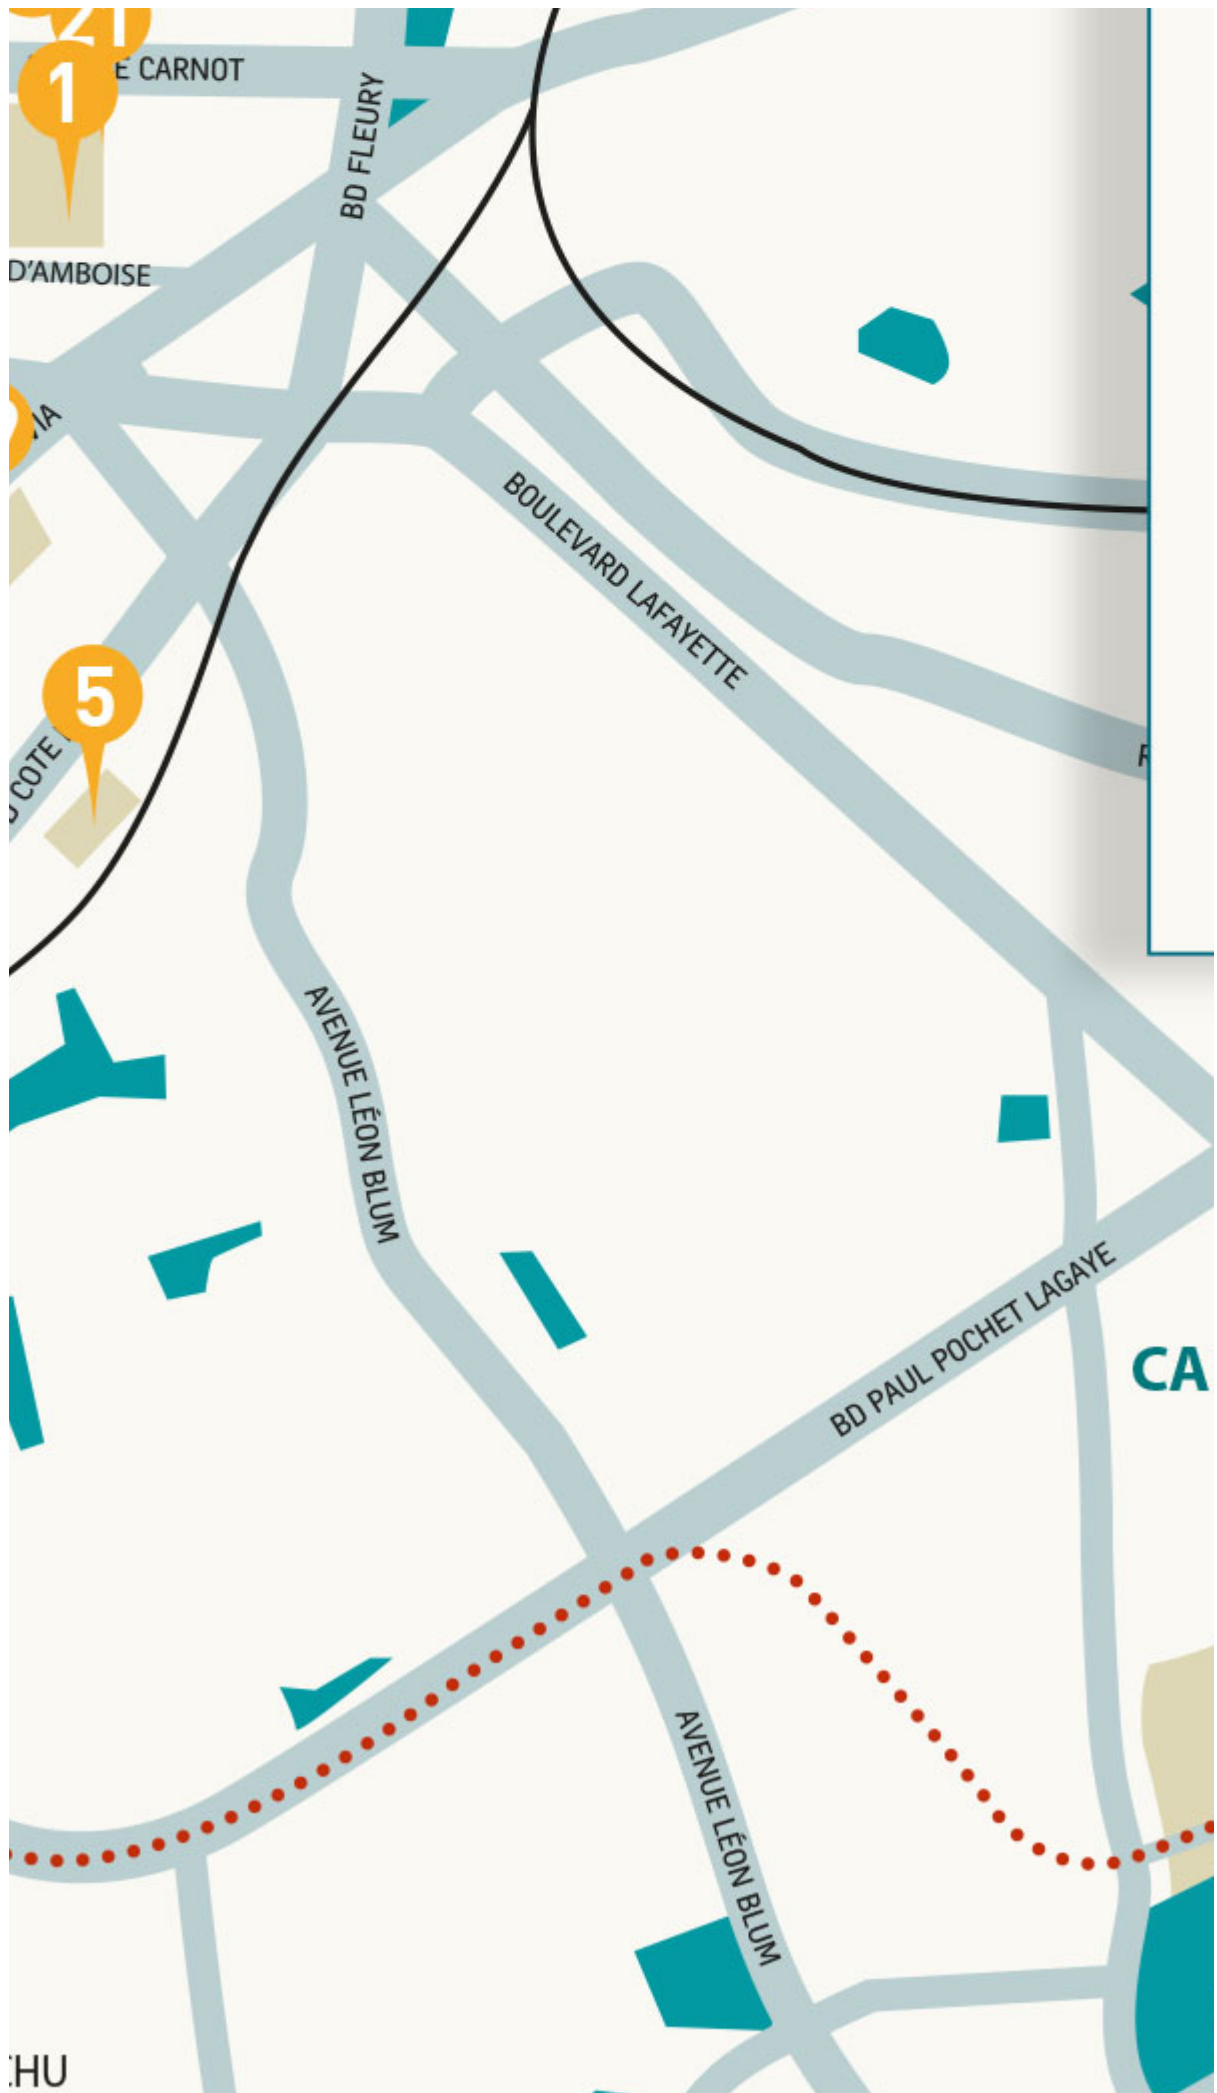 21
E CARNOT
1
BD FLEURY
D'AMBOISE
VIA
BOULEVARD LAFAYETTE
5
COTE
R
AVENUE LÉON BLUM
BD PAUL POCHET LAGAYE
CA
AVENUE LÉON BLUM
CHU